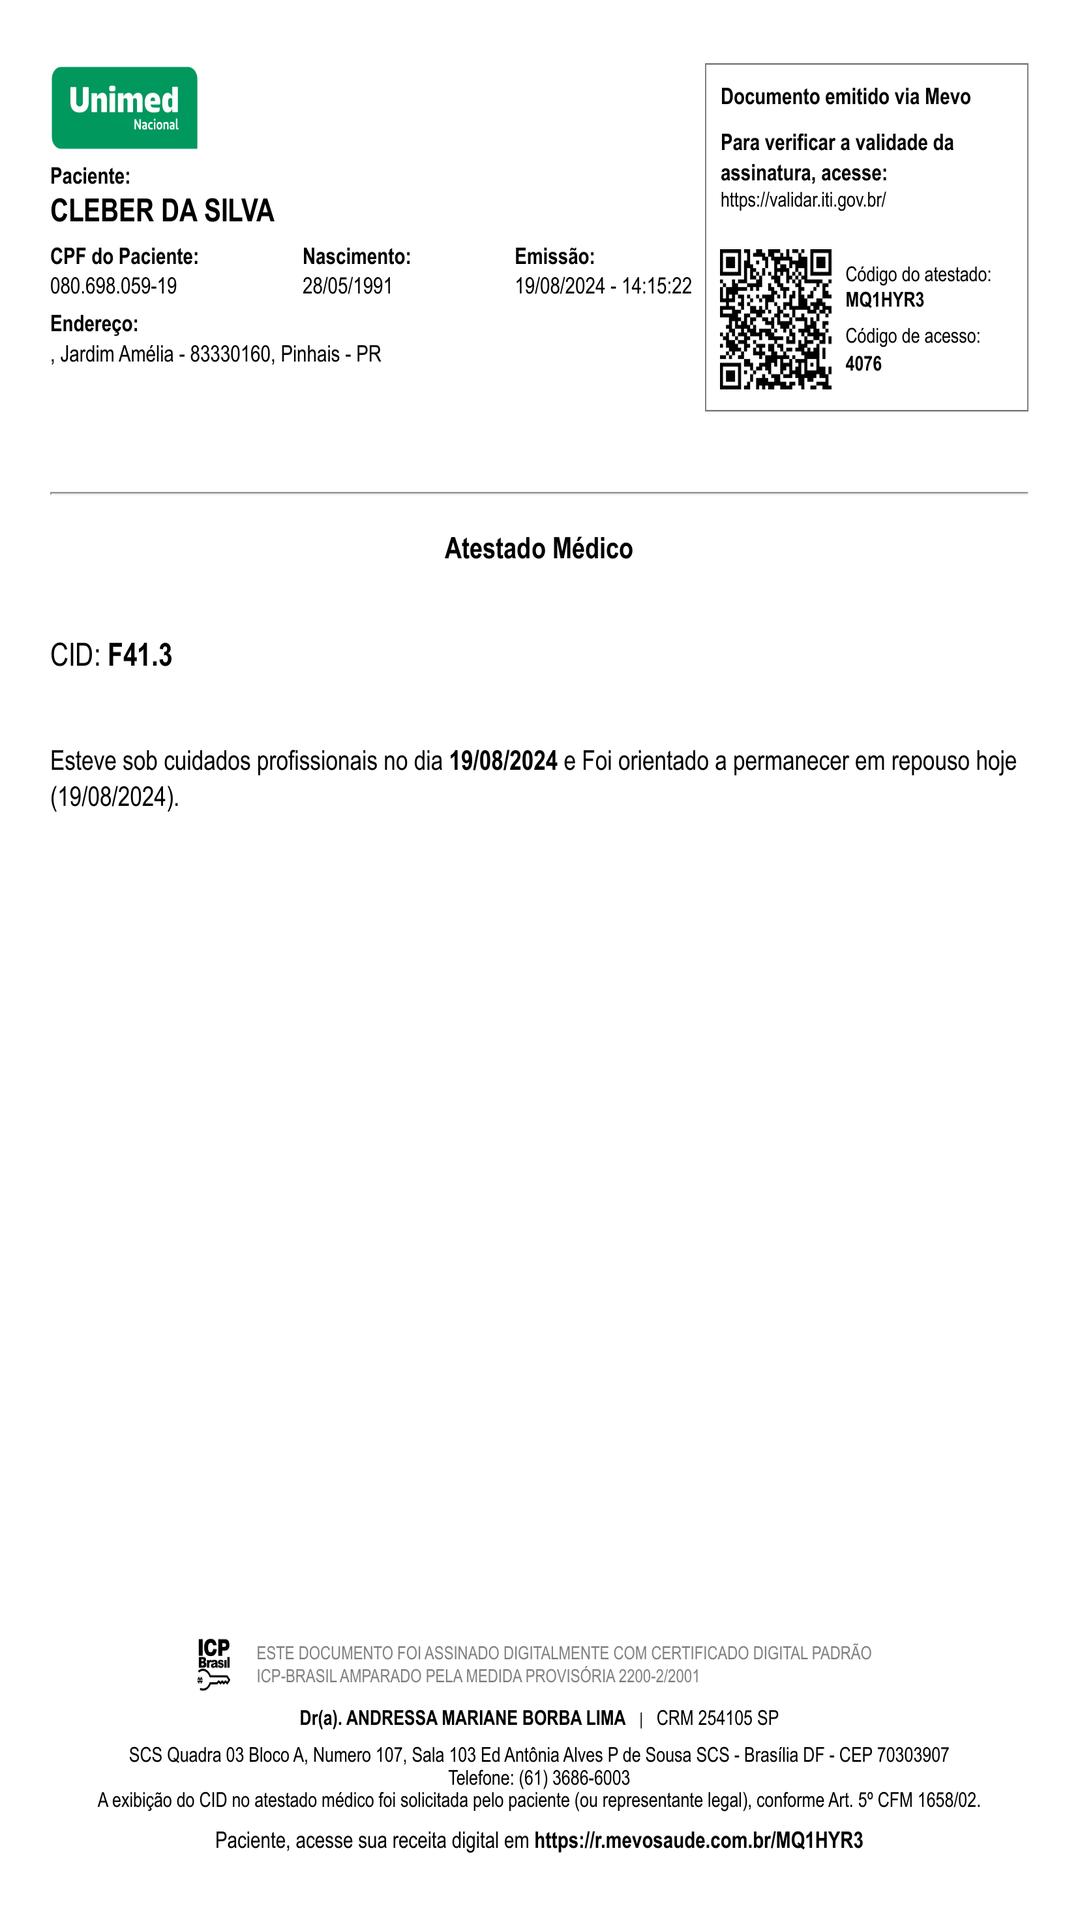 Unimed
Nacional
Paciente:
CLEBER DA SILVA
CPF do Paciente:
080.698.059-19
Nascimento:
28/05/1991
Emissão:
19/08/2024 - 14:15:22
Endereço:
, Jardim Amélia - 83330160, Pinhais - PR
Documento emitido via Mevo
Para verificar a validade da
assinatura, acesse:
https://validar.iti.gov.br/
Código do atestado:
MQ1HYR3
Código de acesso:
4076
Atestado Médico
CID: F41.3
Esteve sob cuidados profissionais no dia 19/08/2024 e Foi orientado a permanecer em repouso hoje
(19/08/2024).
ICP
Brasil
ESTE DOCUMENTO FOI ASSINADO DIGITALMENTE COM CERTIFICADO DIGITAL PADRÃO
ICP-BRASIL AMPARADO PELA MEDIDA PROVISÓRIA 2200-2/2001
Dr(a). ANDRESSA MARIANE BORBA LIMA | CRM 254105 SP
SCS Quadra 03 Bloco A, Numero 107, Sala 103 Ed Antônia Alves P de Sousa SCS - Brasília DF - CEP 70303907
Telefone: (61) 3686-6003
A exibição do CID no atestado médico foi solicitada pelo paciente (ou representante legal), conforme Art. 5º CFM 1658/02.
Paciente, acesse sua receita digital em https://r.mevosaude.com.br/MQ1HYR3